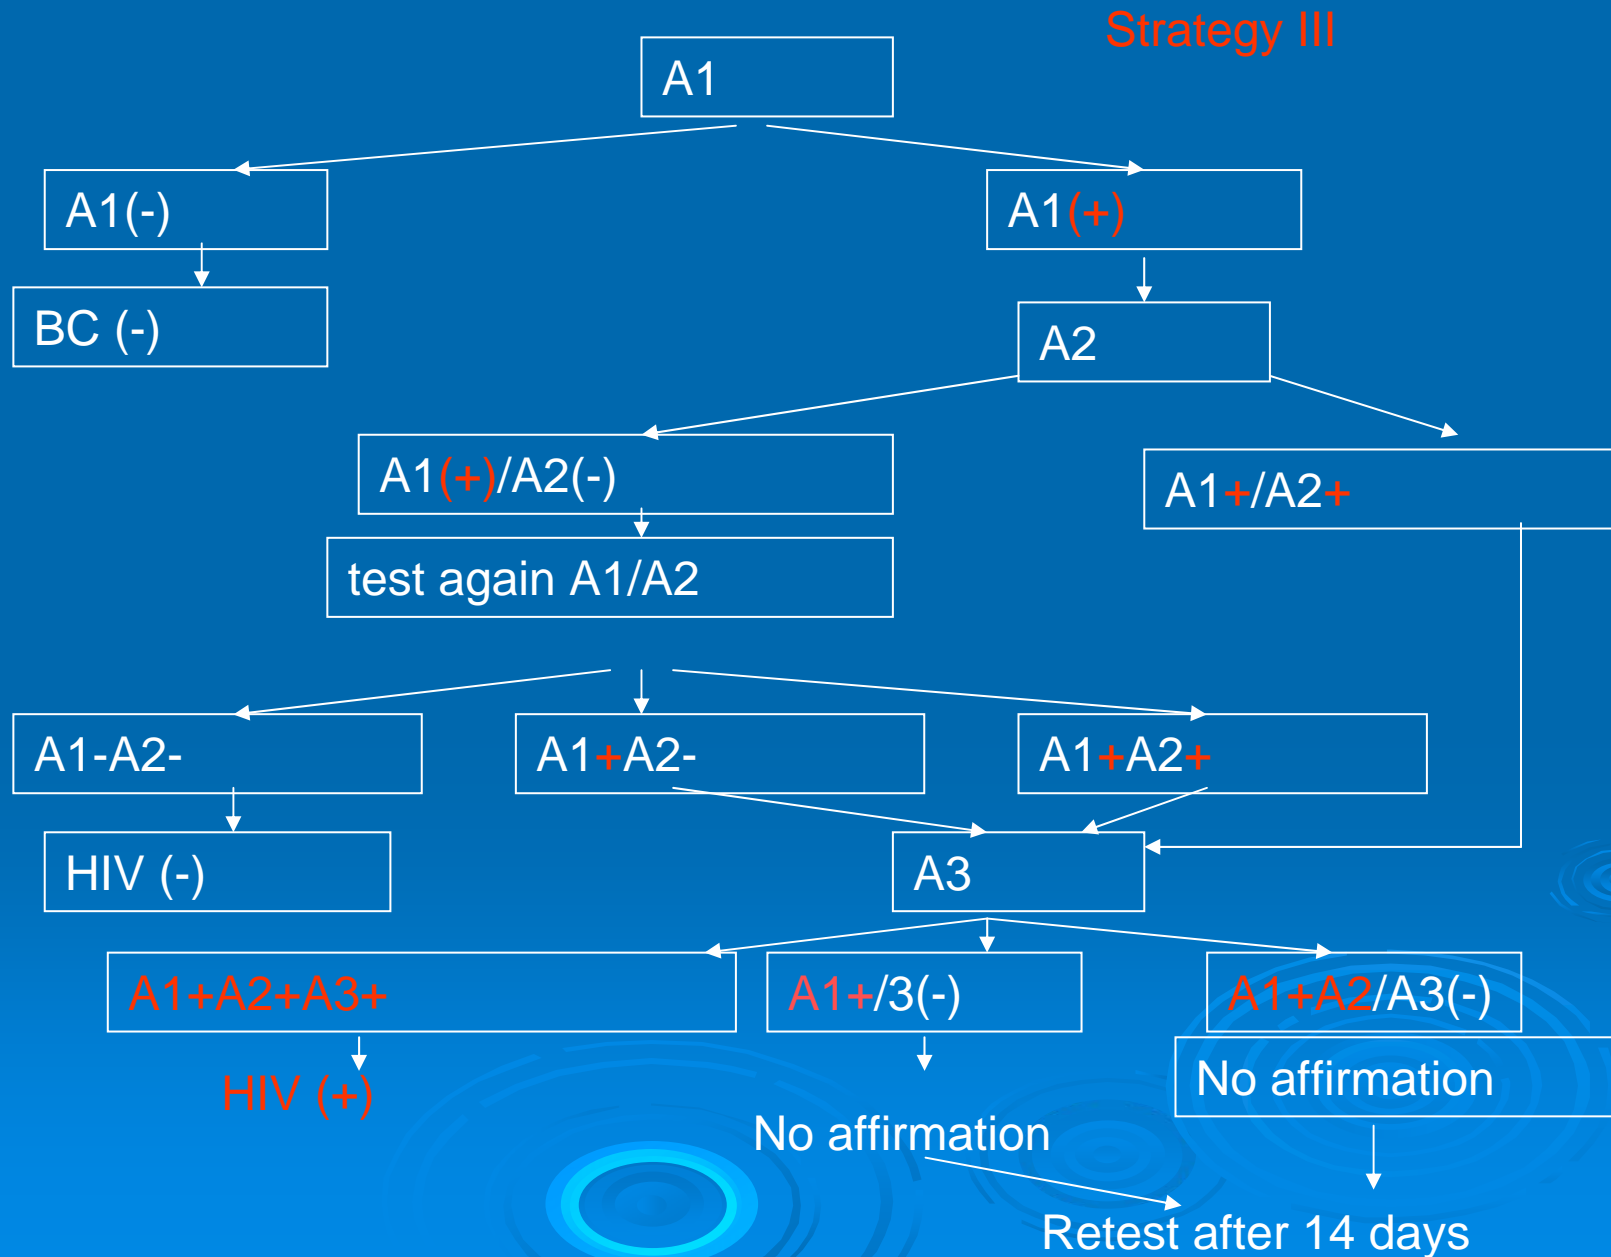 Strategy III
A1
A1(-)
A1(+)
BC (-)
A2
A1(+)/A2(-)
A1+/A2+
test again A1/A2
A1-A2-
A1+A2-
A1+A2+
HIV (-)
A3
A1+A2+A3+
A1+/3(-)
A1+A2/A3(-)
HIV (+)
No affirmation
No affirmation
Retest after 14 days